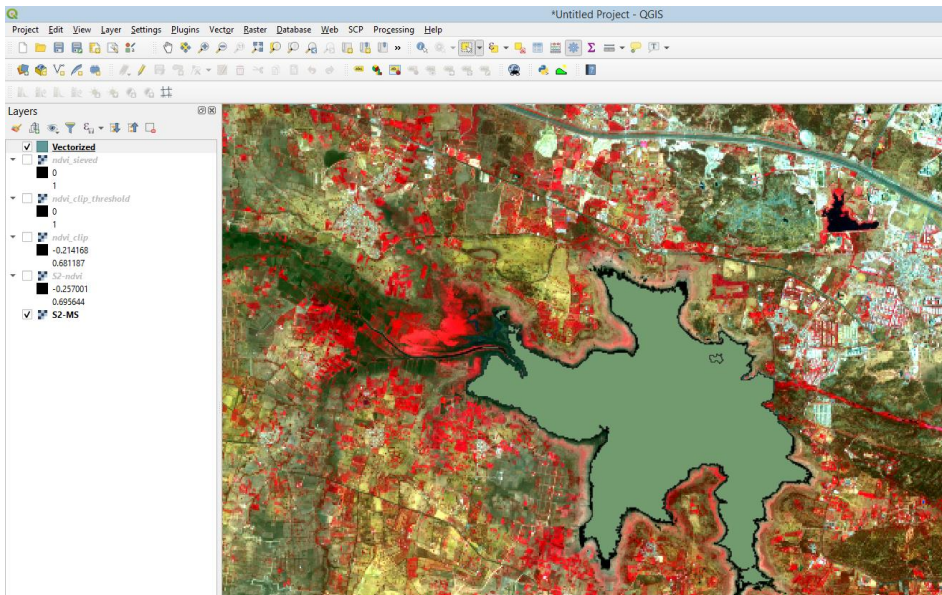 *Untitled Project - QGIS
Project Edit View Layer Settings Plugins Vector Raster Database Web SCP Processing Help
Layers
Vectorized
ndvi_sieved
0
1
ndvi_clip_threshold
0
1
ndvi_clip
-0.214168
0.681187
S2-ndvi
-0.257001
0.695644
S2-MS